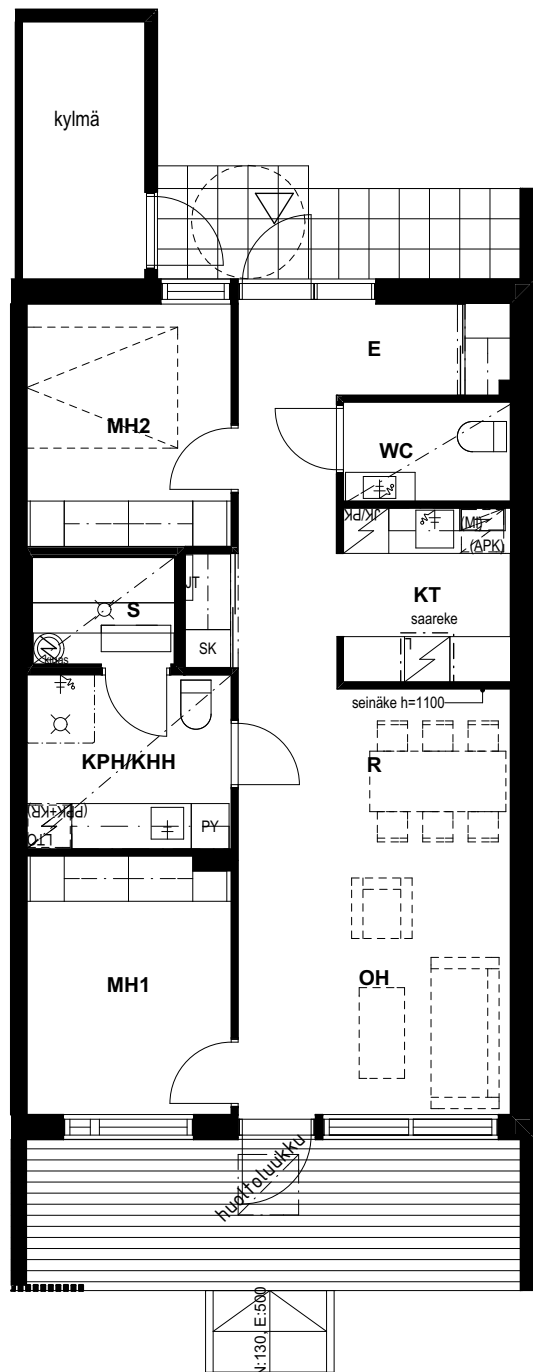 kylmä
E
MH2
WC
JK/PK
(MI)
(APK)
KT
saareke
JT
S
SK
kiuas
seinäke h=1100
KPH/KHH
R
(PPK+KR)
LTO
PY
MH1
OH
huoltoluukku
N:130, E:500